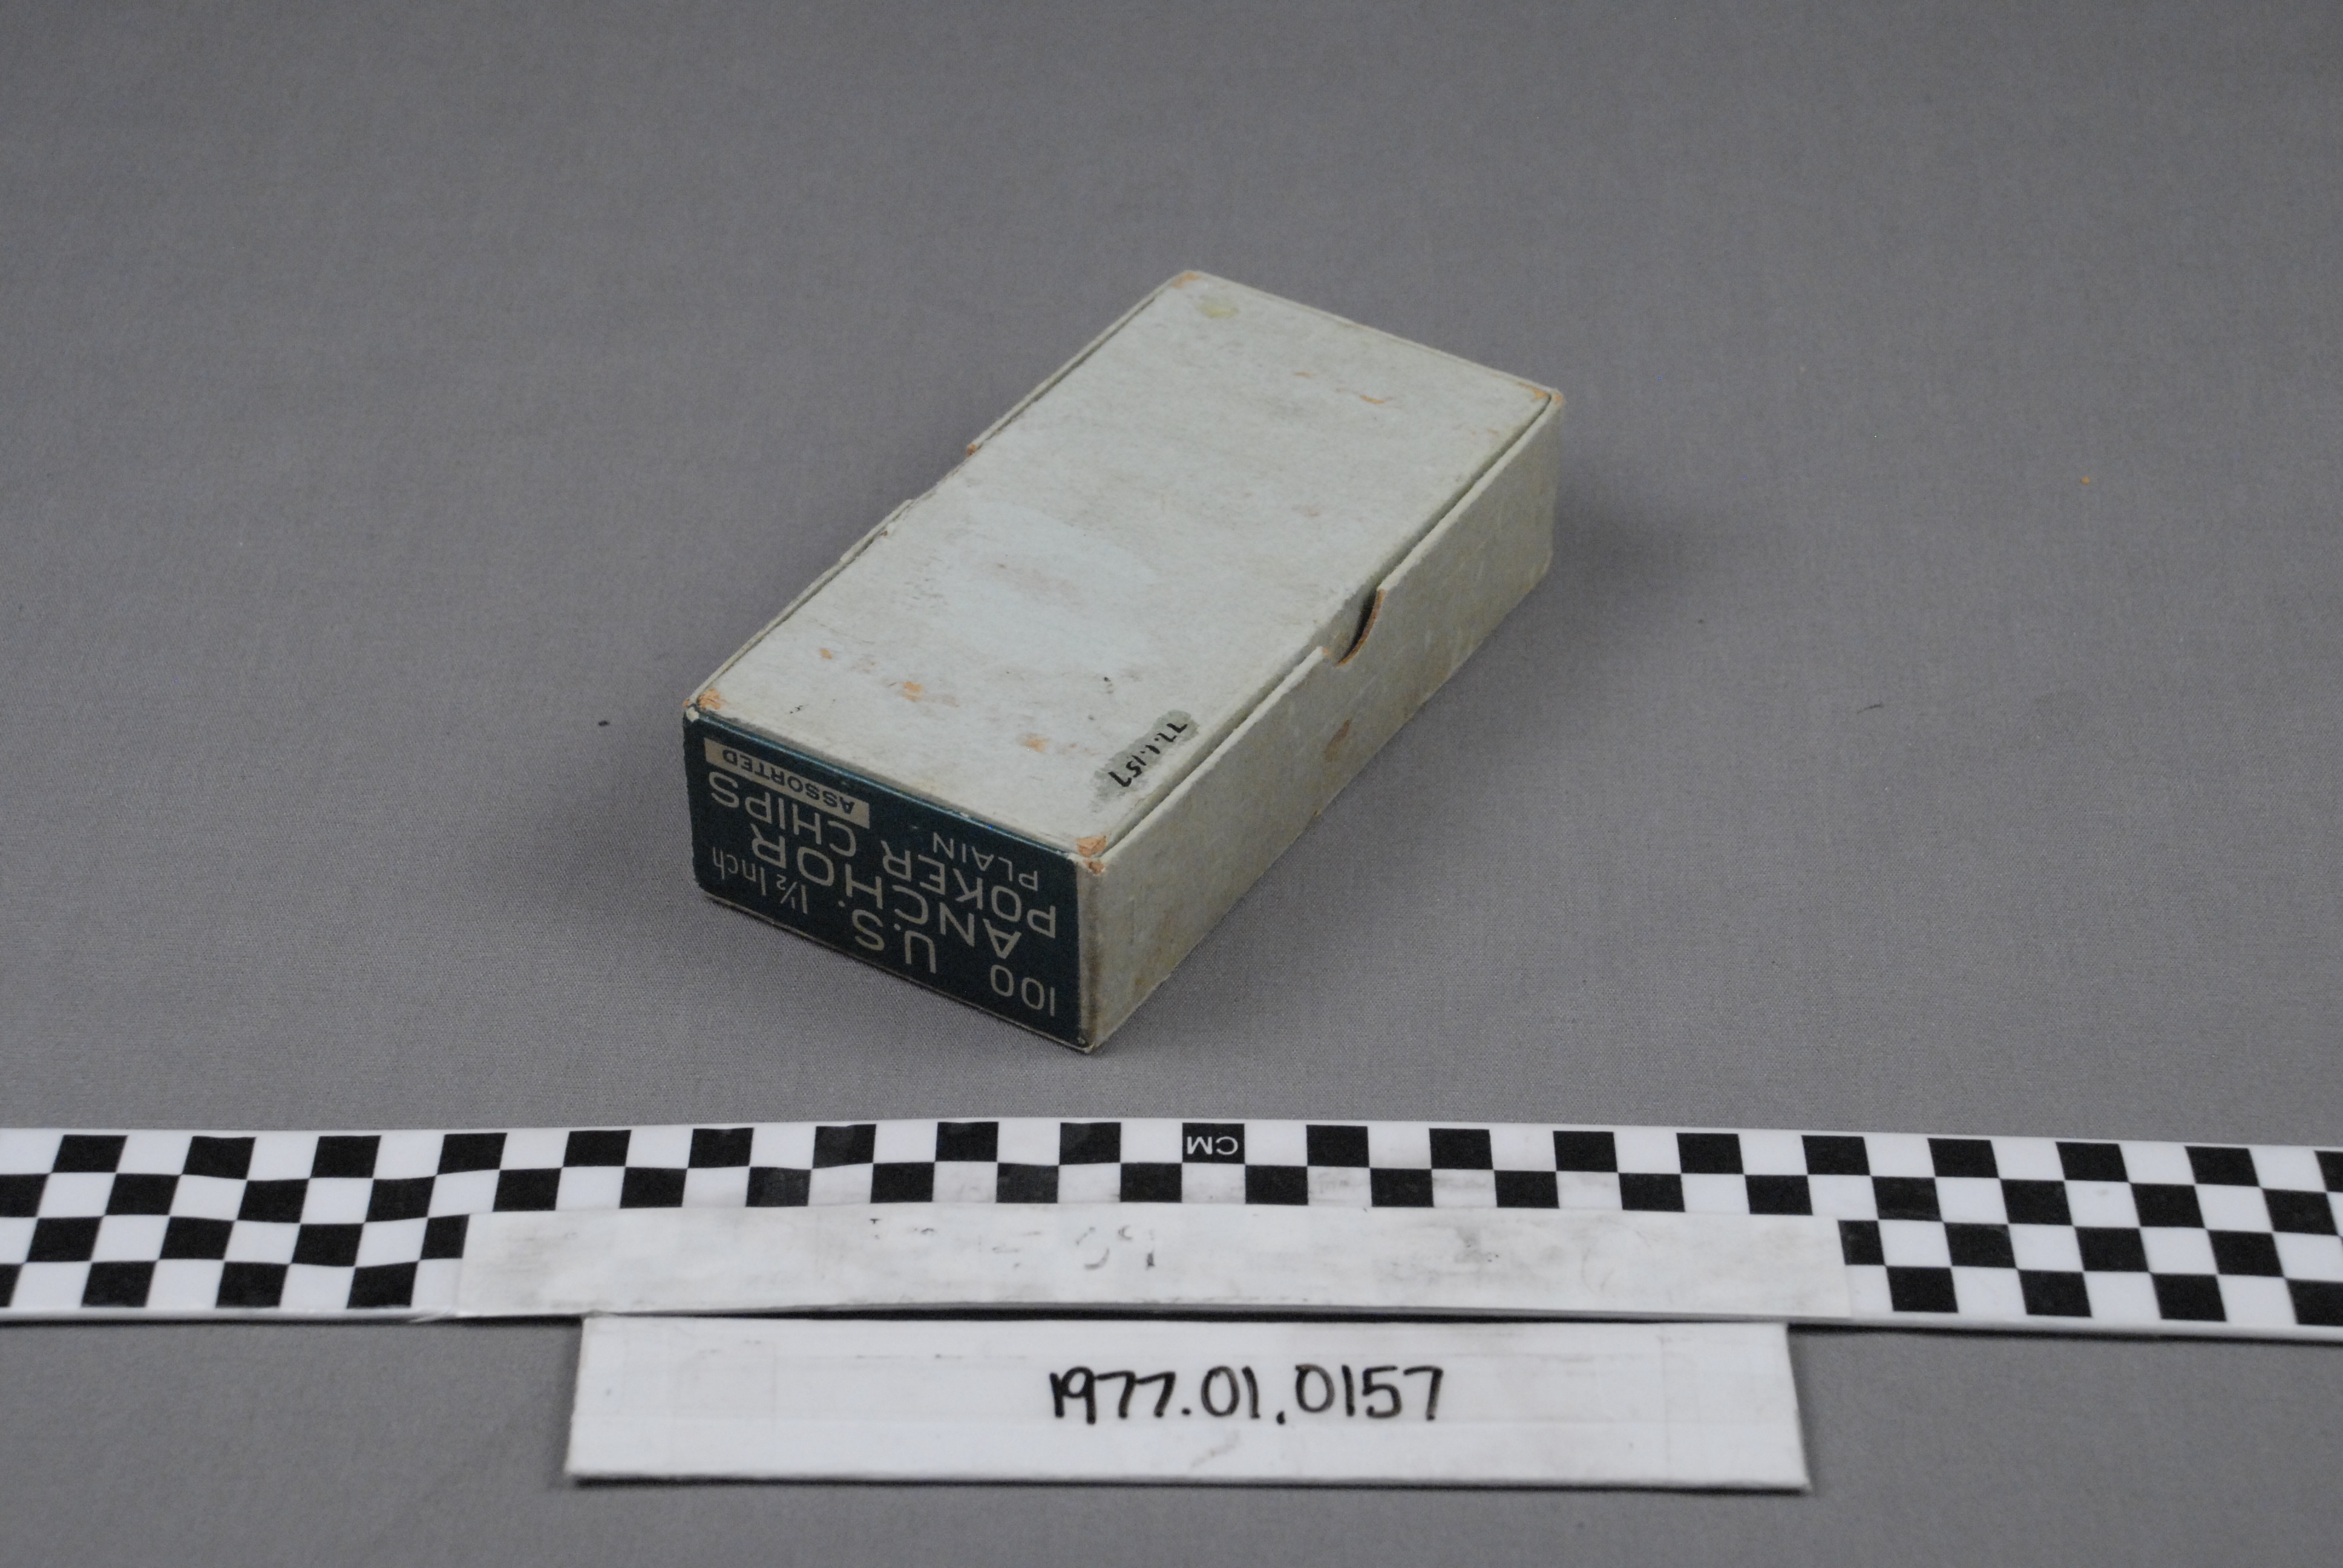 77.1.157
100 U.S. 1½ Inch
ANCHOR
POKER CHIPS
PLAIN ASSORTED
CM
1977.01.0157